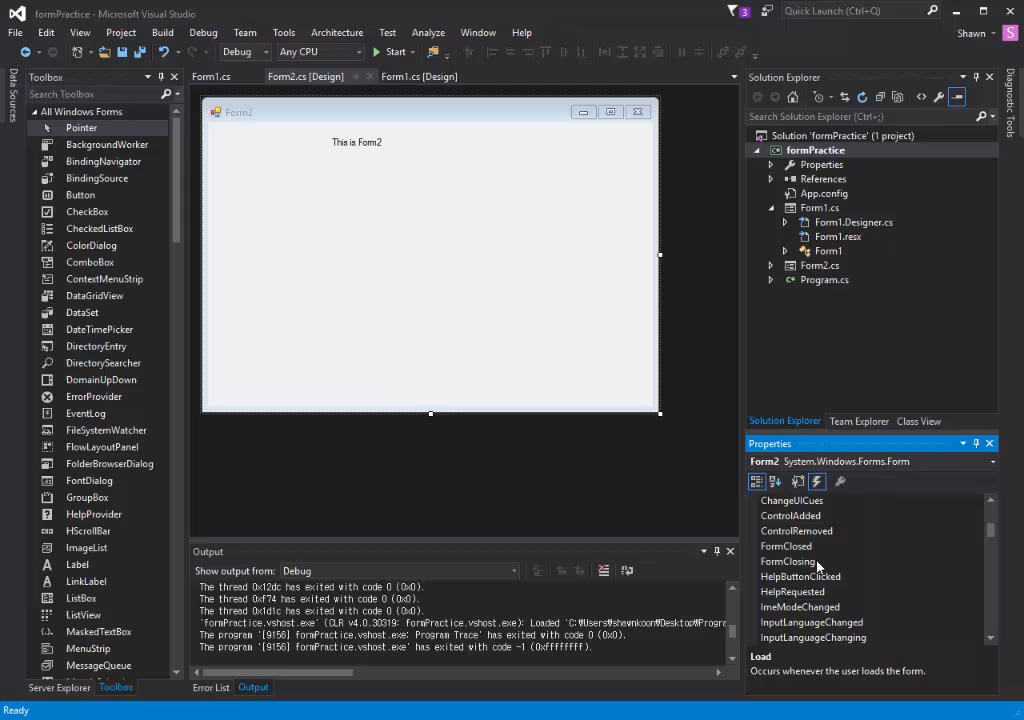 formPractice - Microsoft Visual Studio
3
Quick Launch (Ctrl+Q)
File Edit View Project Build Debug Team Tools Architecture Test Analyze Window Help
Shawn
S
Debug Any CPU Start
Data Sources
Toolbox
Search Toolbox
All Windows Forms
Pointer
BackgroundWorker
BindingNavigator
BindingSource
Button
CheckBox
CheckedListBox
ColorDialog
ComboBox
ContextMenuStrip
DataGridView
DataSet
DateTimePicker
DirectoryEntry
DirectorySearcher
DomainUpDown
ErrorProvider
EventLog
FileSystemWatcher
FlowLayoutPanel
FolderBrowserDialog
FontDialog
GroupBox
HelpProvider
HScrollBar
ImageList
Label
LinkLabel
ListBox
ListView
MaskedTextBox
MenuStrip
MessageQueue
Server Explorer Toolbox
Form1.cs Form2.cs [Design] Form1.cs [Design]
Form2
This is Form2
Output
Show output from: Debug
The thread 0x12dc has exited with code 0 (0x0).
The thread 0xf74 has exited with code 0 (0x0).
The thread 0x1d1c has exited with code 0 (0x0).
'formPractice.vshost.exe' (CLR v4.0.30319: formPractice.vshost.exe): Loaded 'C:\Users\shawnkoon\Desktop\Progra
The program '[9156] formPractice.vshost.exe: Program Trace' has exited with code 0 (0x0).
The program '[9156] formPractice.vshost.exe' has exited with code -1 (0xffffffff).
Error List Output
Solution Explorer
Search Solution Explorer (Ctrl+;)
Solution 'formPractice' (1 project)
formPractice
Properties
References
App.config
Form1.cs
Form1.Designer.cs
Form1.resx
Form1
Form2.cs
Program.cs
Solution Explorer Team Explorer Class View
Properties
Form2 System.Windows.Forms.Form
ChangeUICues
ControlAdded
ControlRemoved
FormClosed
FormClosing
HelpButtonClicked
HelpRequested
ImeModeChanged
InputLanguageChanged
InputLanguageChanging
Load
Occurs whenever the user loads the form.
Diagnostic Tools
Ready